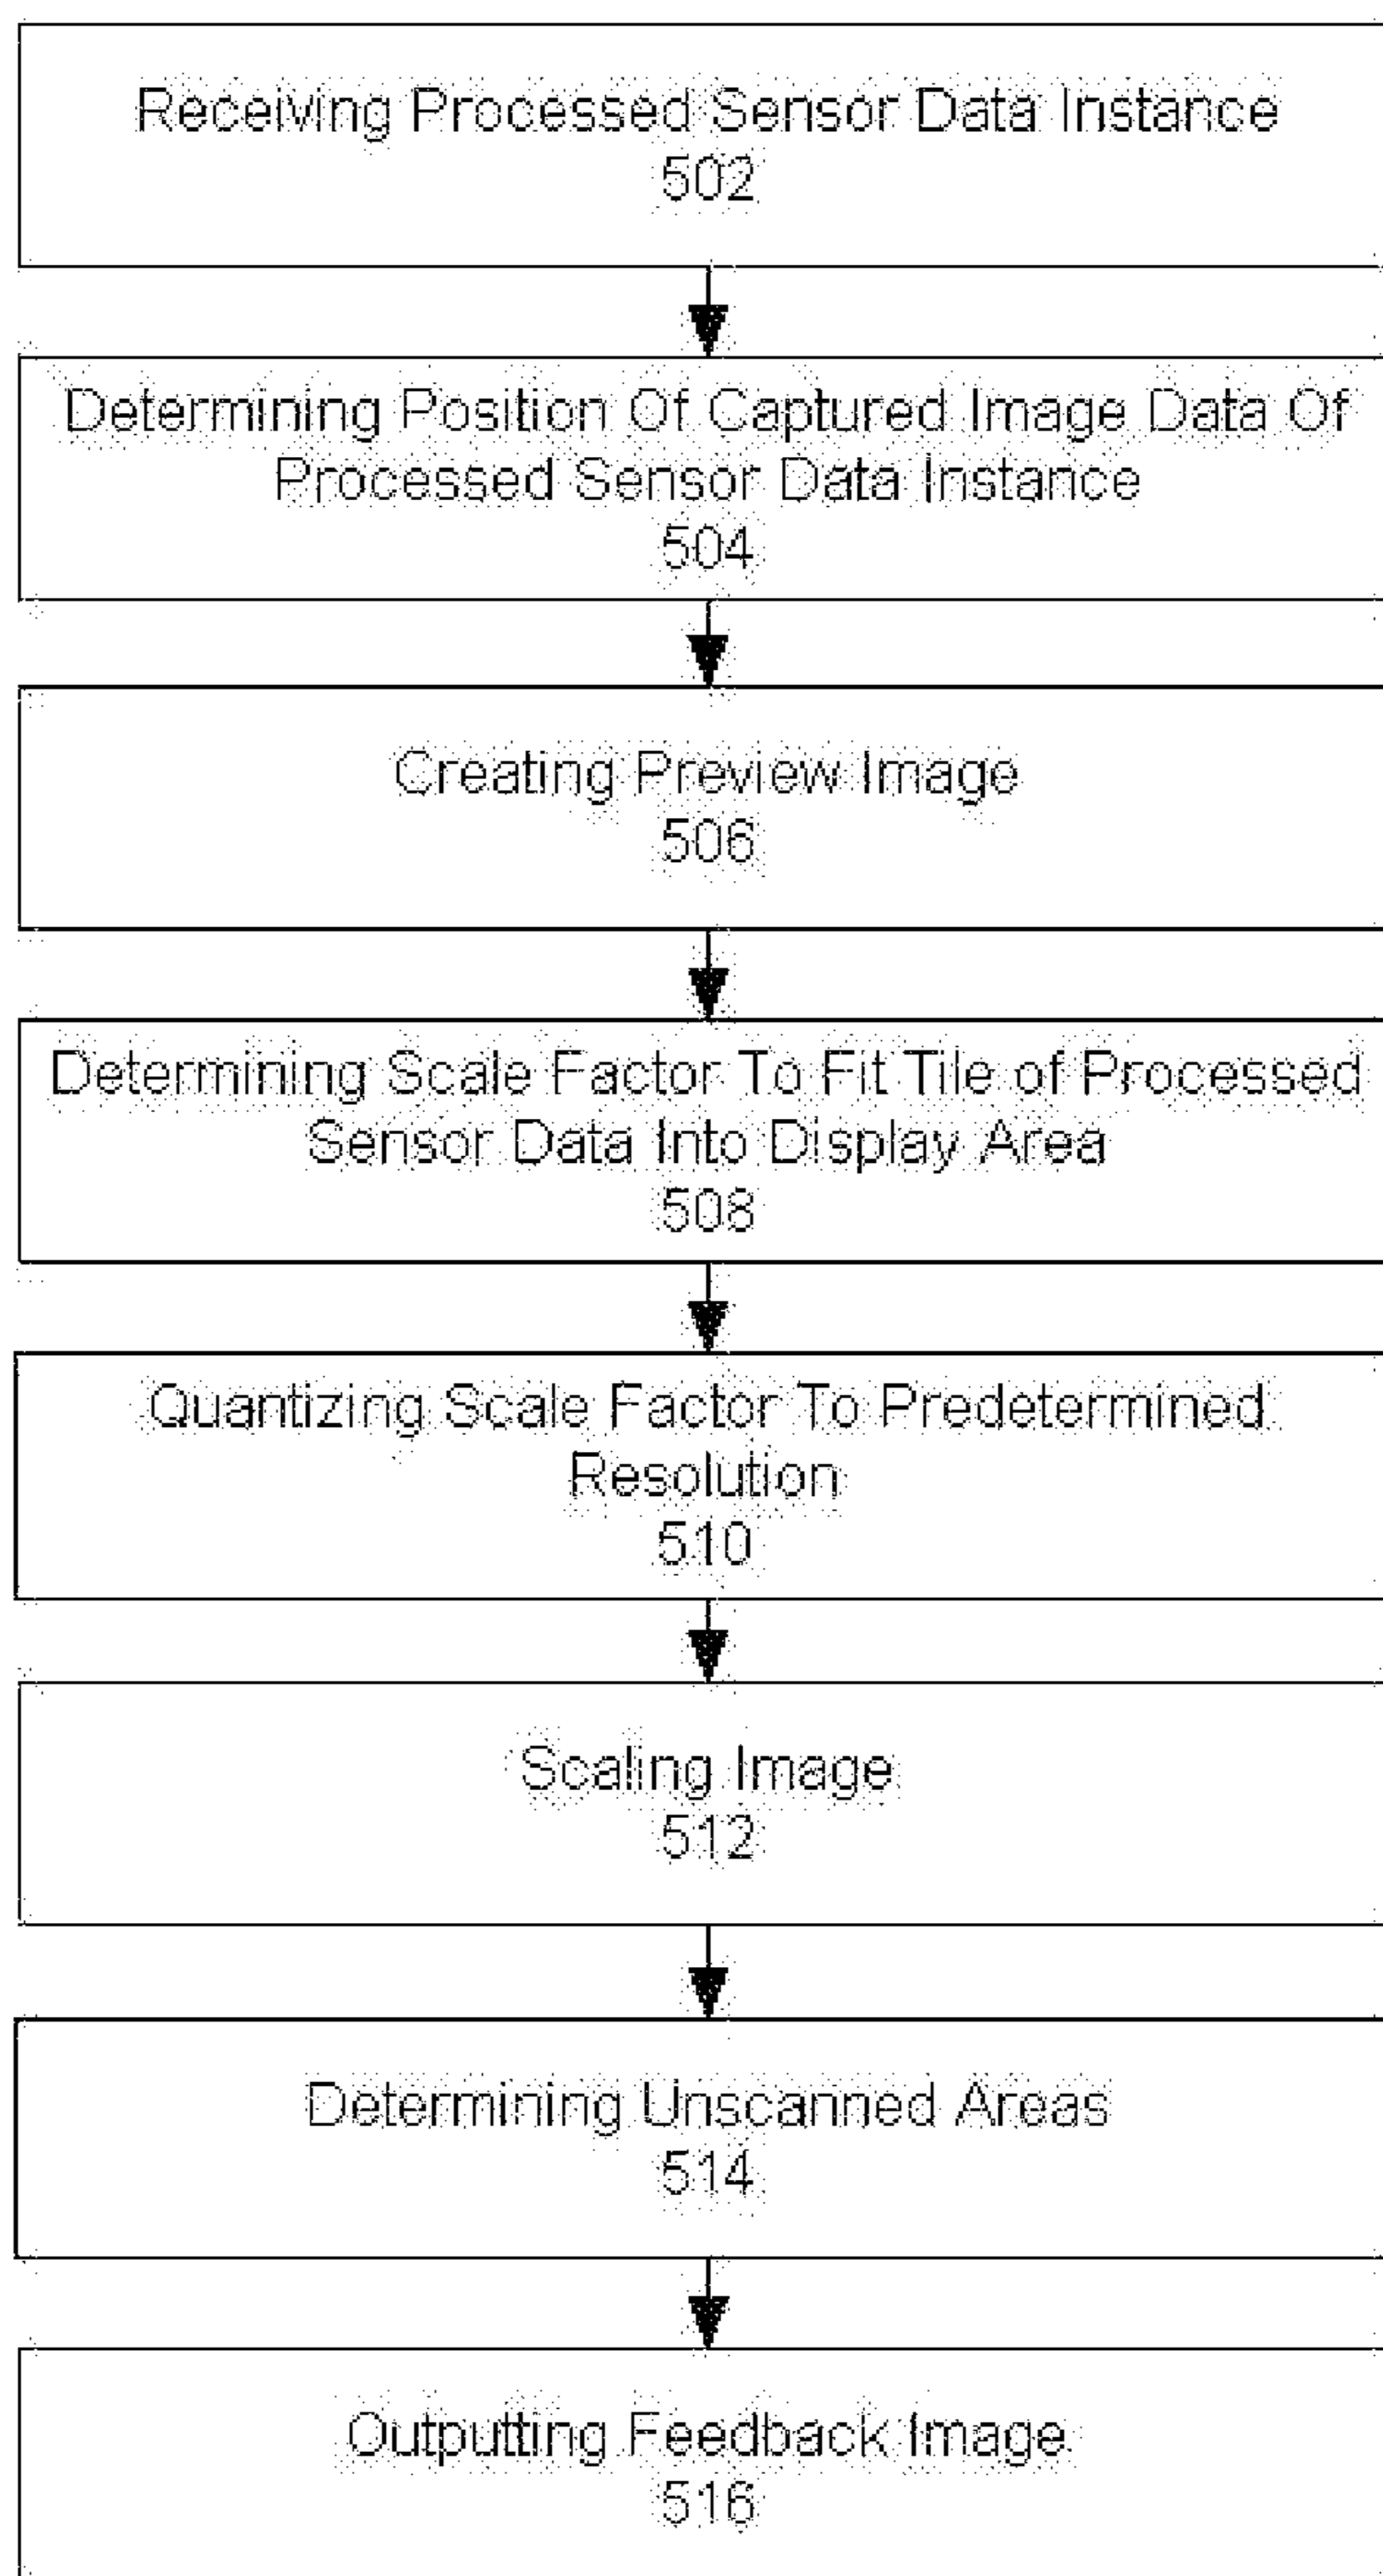 Receiving Processed Sensor Data Instance
502
Determining Position Of Captured Image Data Of
Processed Sensor Data Instance
504
Creating Preview Image
506
Determining Scale Factor To Fit Tile of Processed
Sensor Data Into Display Area
508
Quantizing Scale Factor To Predetermined
Resolution
510
Scaling Image
512
Determining Unscanned Areas
514
Outputting Feedback Image
516